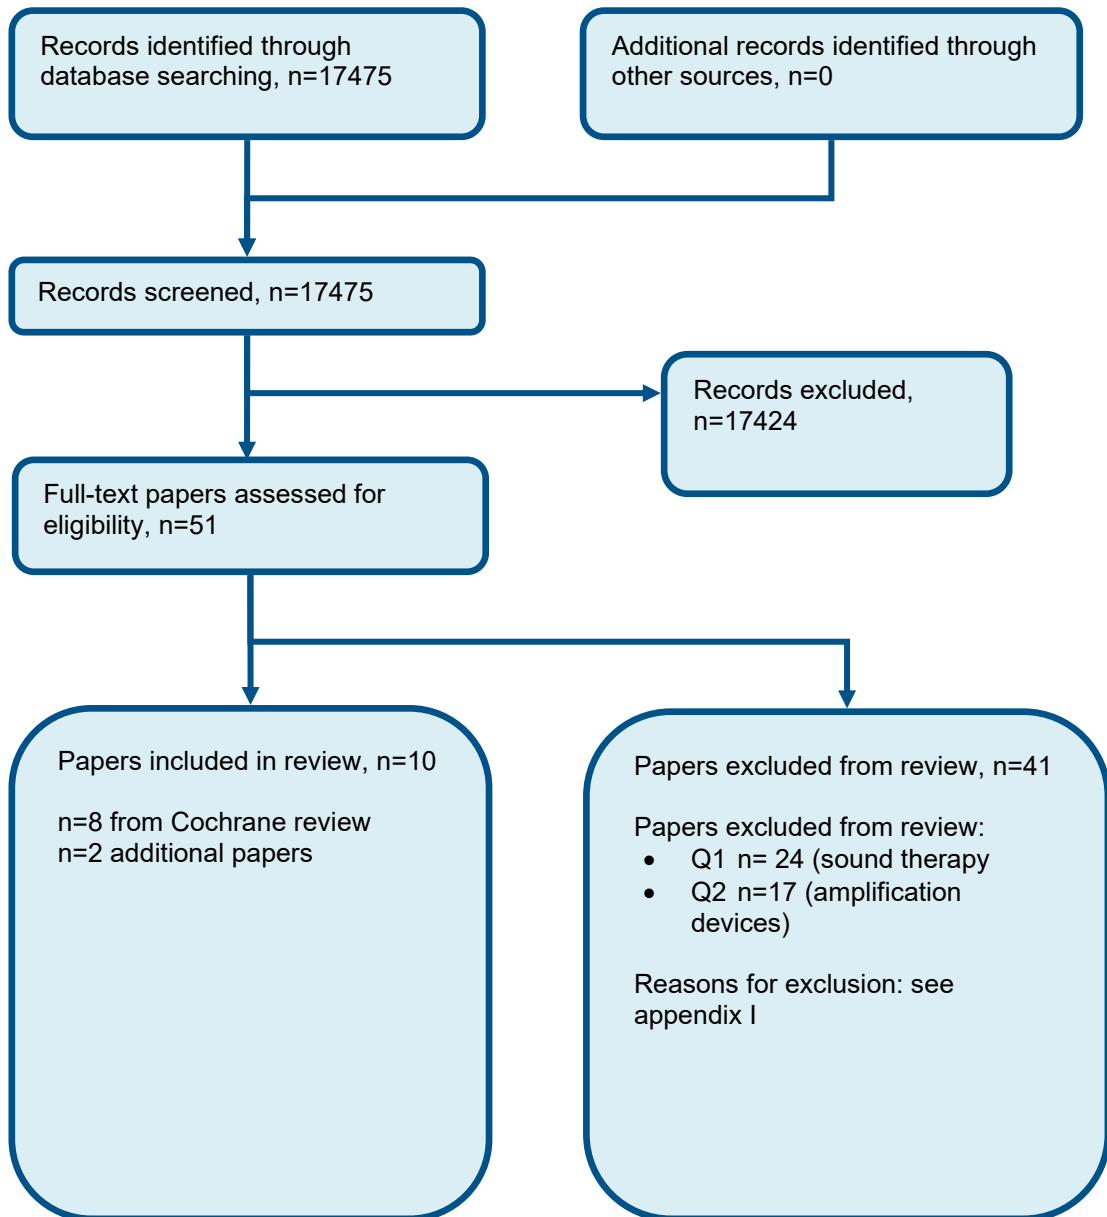 Records identified through
database searching, n=17475
Additional records identified through
other sources, n=0
Records screened, n=17475
Records excluded,
n=17424
Full-text papers assessed for
eligibility, n=51
Papers included in review, n=10
n=8 from Cochrane review
n=2 additional papers
Papers excluded from review, n=41
Papers excluded from review:
• Q1 n= 24 (sound therapy
• Q2 n=17 (amplification
devices)
Reasons for exclusion: see
appendix I